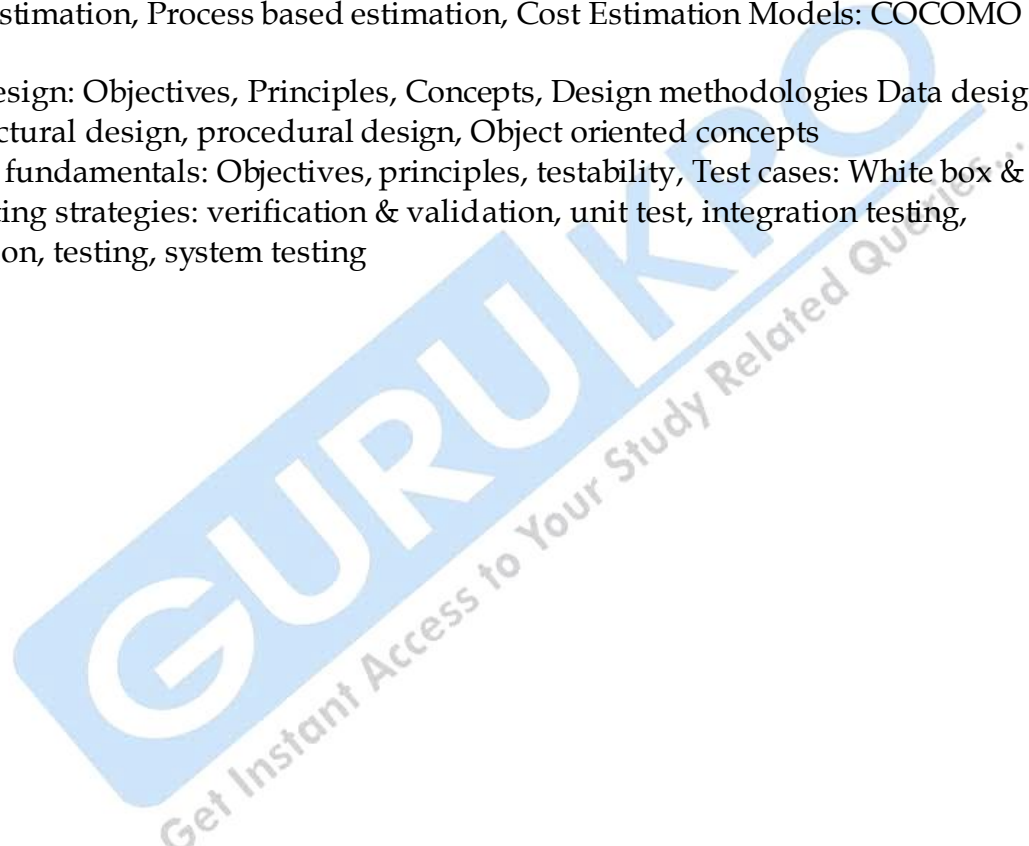 stimation, Process based estimation, Cost Estimation Models: COCOMO
esign: Objectives, Principles, Concepts, Design methodologies Data desig
ctural design, procedural design, Object oriented concepts
fundamentals: Objectives, principles, testability, Test cases: White box &
ting strategies: verification & validation, unit test, integration testing,
on, testing, system testing
GURUKPO
Get Instant Access to Your Study Related Queries...